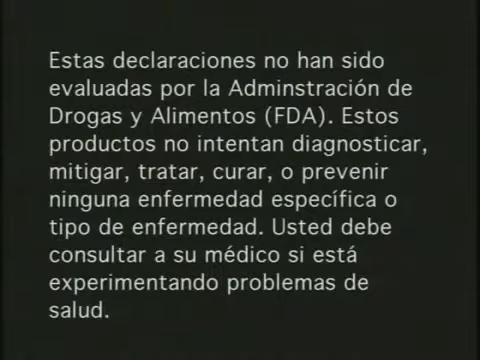 Estas declaraciones no han sido
evaluadas por la Adminstración de
Drogas y Alimentos (FDA). Estos
productos no intentan diagnosticar,
mitigar, tratar, curar, o prevenir
ninguna enfermedad específica o
tipo de enfermedad. Usted debe
consultar a su médico si está
experimentando problemas de
salud.